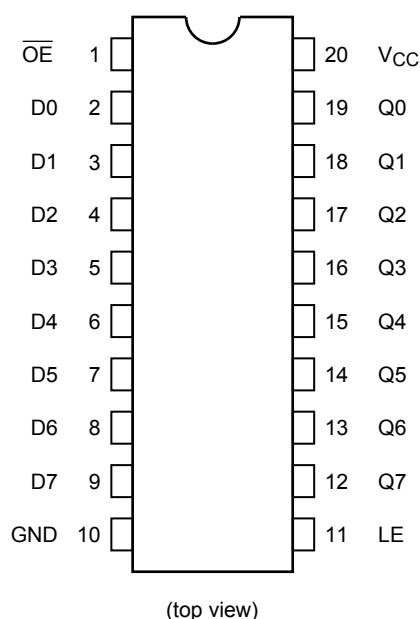 O̅E̅ 1 20 VCC
D0 2 19 Q0
D1 3 18 Q1
D2 4 17 Q2
D3 5 16 Q3
D4 6 15 Q4
D5 7 14 Q5
D6 8 13 Q6
D7 9 12 Q7
GND 10 11 LE
(top view)